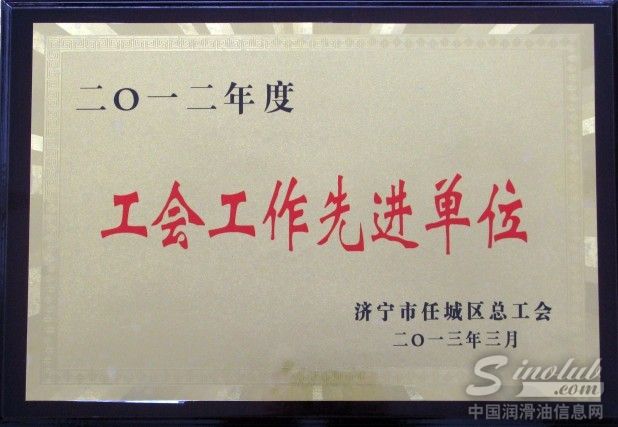 二〇一二年度
工会工作先进单位
济宁市任城区总工会
二〇一三年三月
Sinolub
.com
中国润滑油信息网